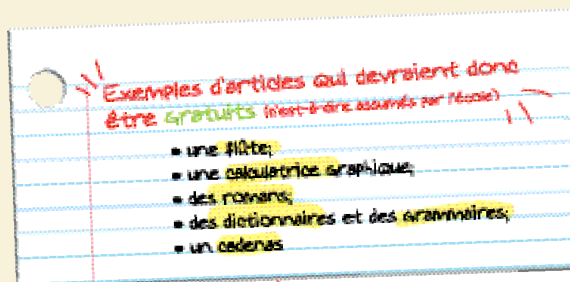 Exemples d'articles qui devraient donc
être gratuits (c'est-à-dire assumés par l'école)
• une flûte;
• une calculatrice graphique;
• des romans;
• des dictionnaires et des grammaires;
• un cadenas